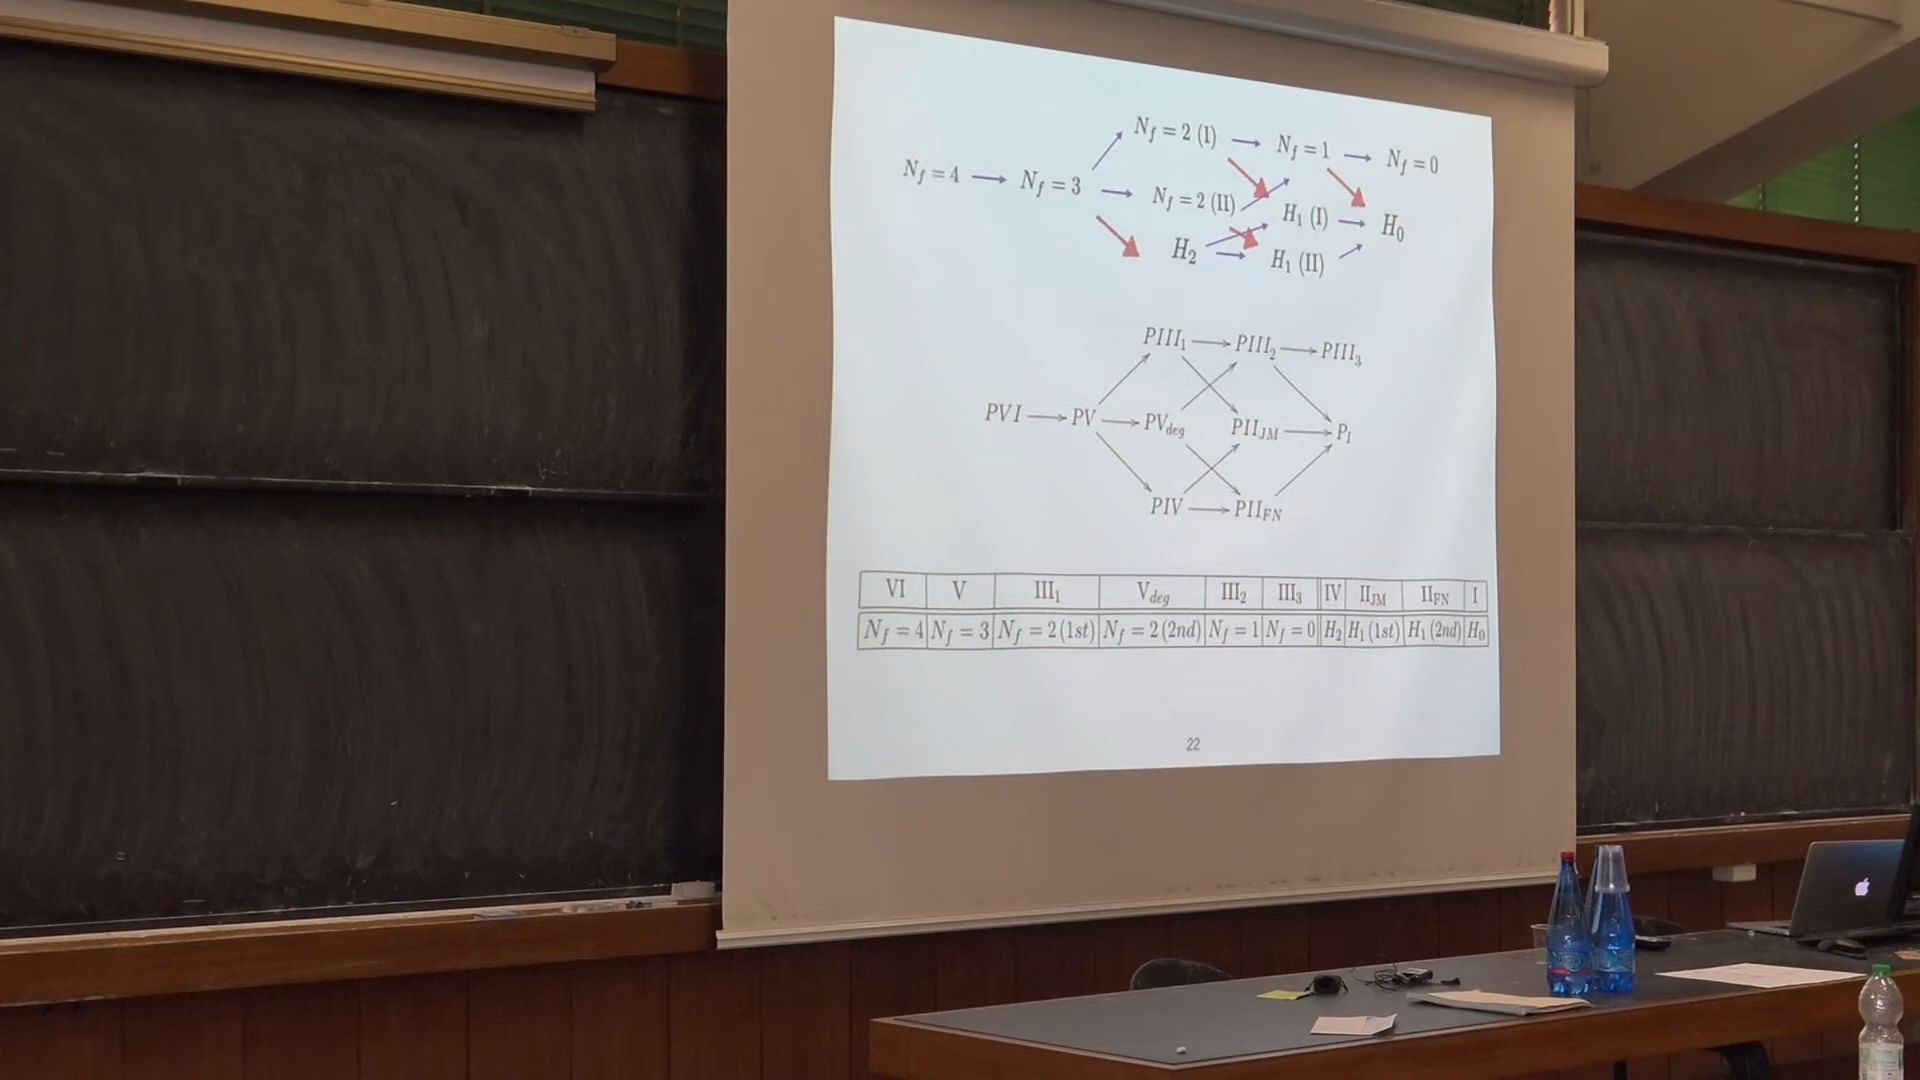 N_f = 2 (I) → N_f = 1 → N_f = 0
N_f = 4 → N_f = 3 → N_f = 2 (II) H_1 (I) → H_0
H_2 → H_1 (II)
PIII_1 → PIII_2 → PIII_3
PVI → PV → PV_deg PII_JM → P_I
PIV → PII_FN
VI V III_1 V_deg III_2 III_3 IV II_JM II_FN I
N_f = 4 N_f = 3 N_f = 2 (1st) N_f = 2 (2nd) N_f = 1 N_f = 0 H_2 H_1 (1st) H_1 (2nd) H_0
22